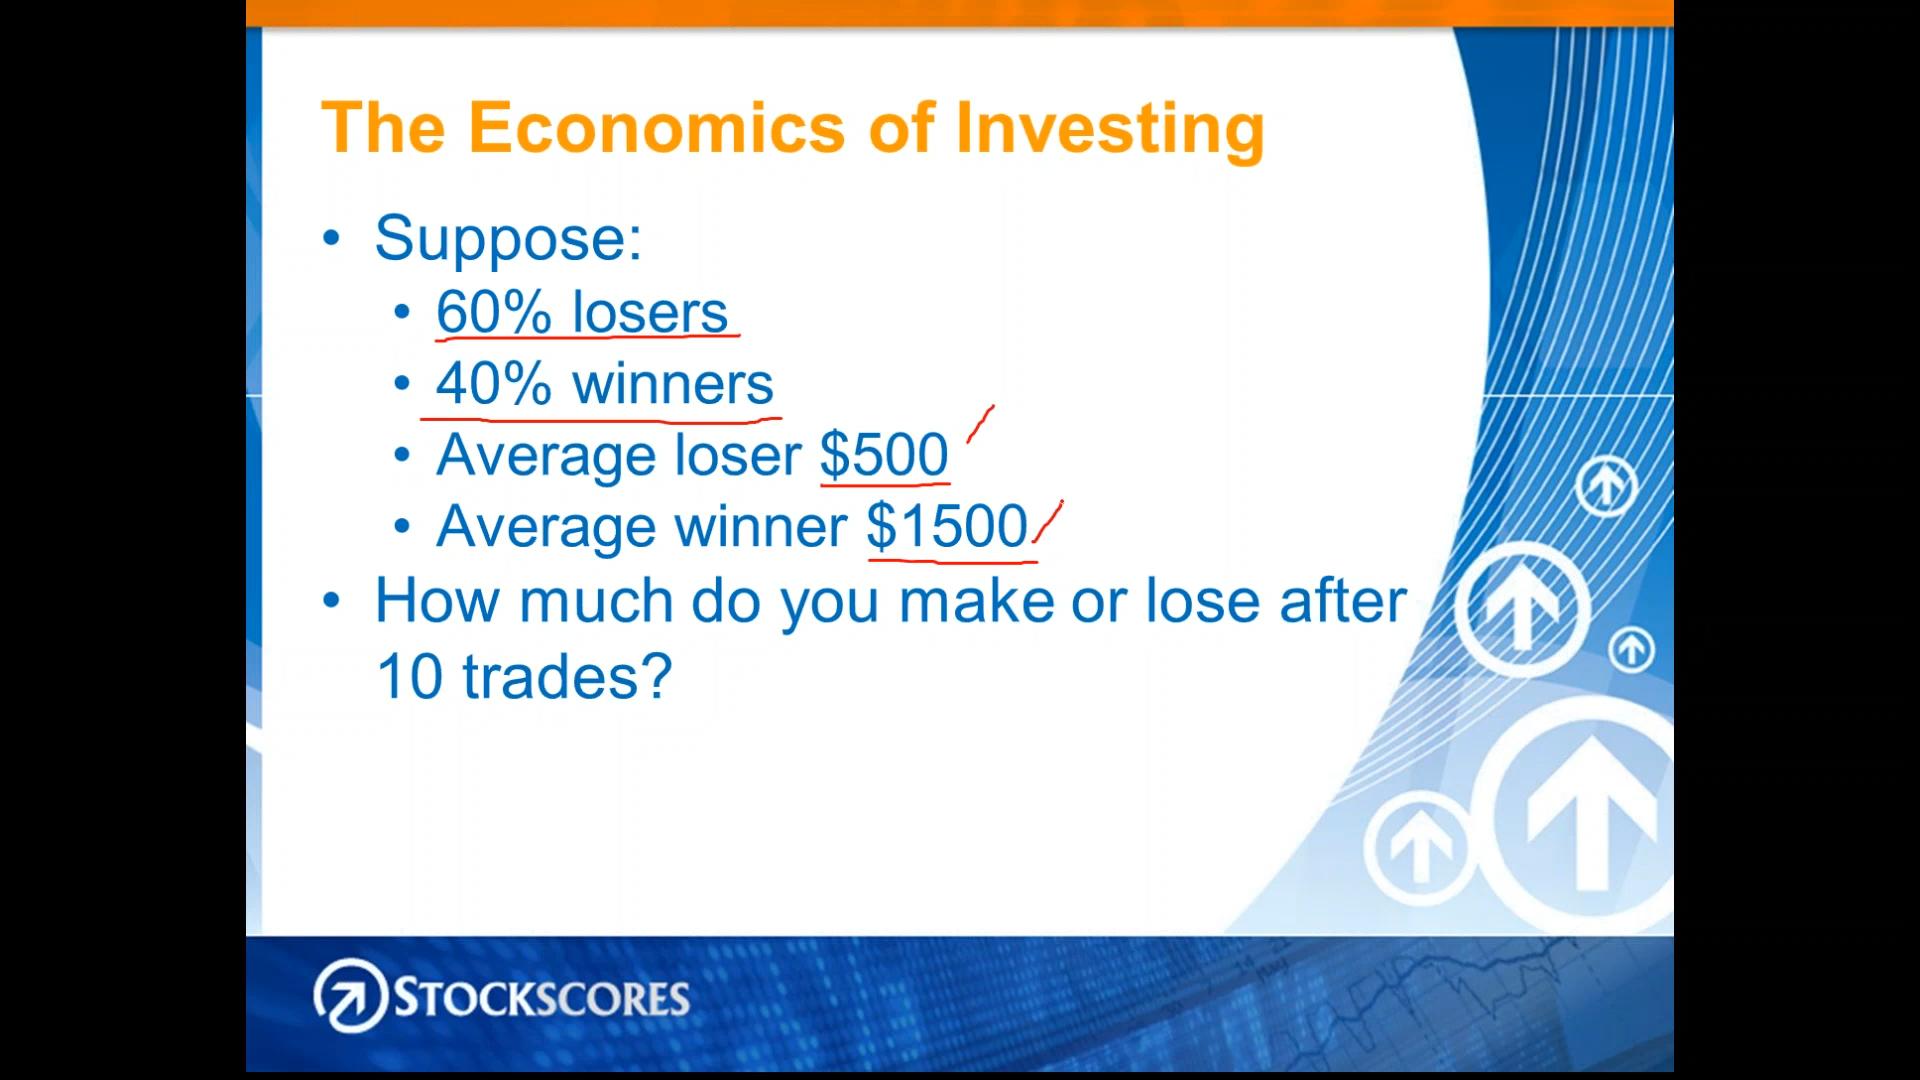 The Economics of Investing
• Suppose:
• 60% losers
• 40% winners
• Average loser $500
• Average winner $1500
• How much do you make or lose after
10 trades?
STOCKSCORES